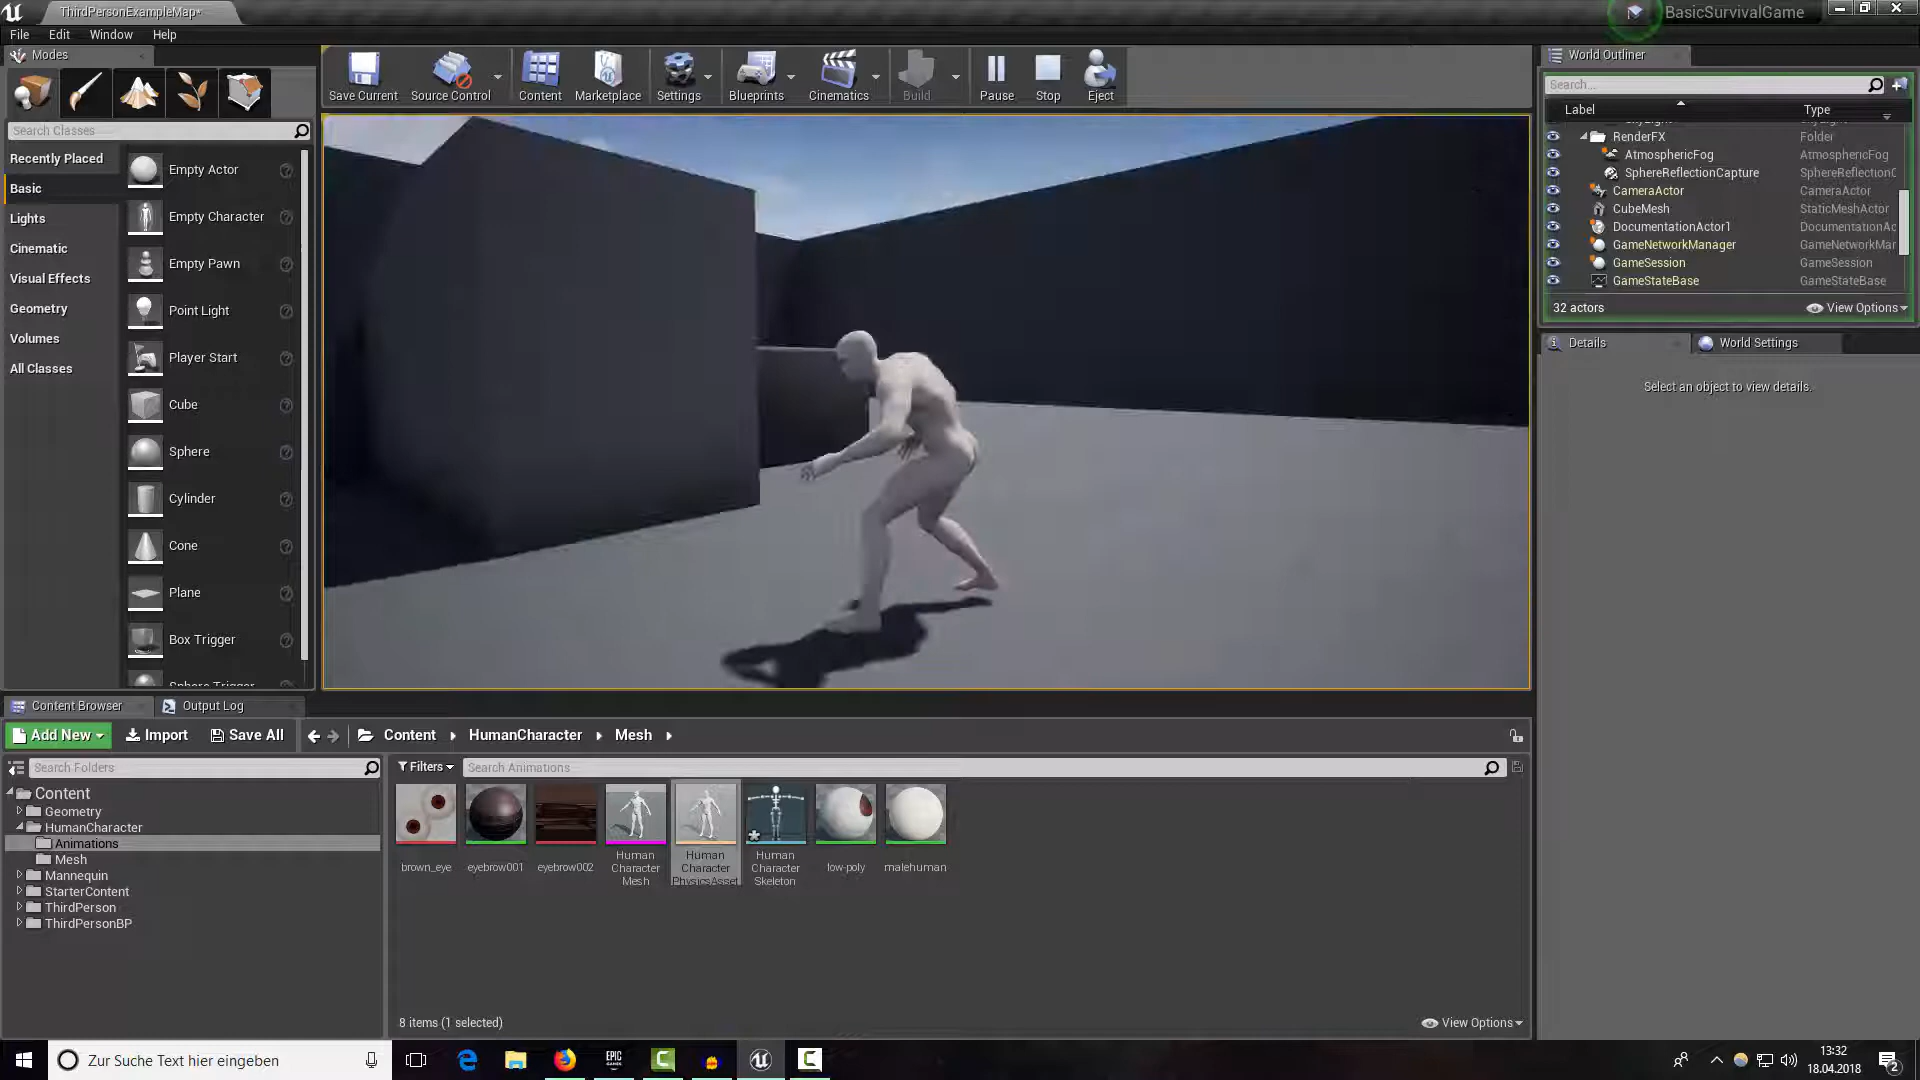 ThirdPersonExampleMap*
BasicSurvivalGame
File Edit Window Help
Modes
Save Current
Source Control
Content
Marketplace
Settings
Blueprints
Cinematics
Build
Pause
Stop
Eject
Search Classes
Recently Placed
Basic
Lights
Cinematic
Visual Effects
Geometry
Volumes
All Classes
Empty Actor
Empty Character
Empty Pawn
Point Light
Player Start
Cube
Sphere
Cylinder
Cone
Plane
Box Trigger
Sphere Trigger
World Outliner
Search...
Label Type
RenderFX Folder
AtmosphericFog AtmosphericFog
SphereReflectionCapture SphereReflectionC
CameraActor CameraActor
CubeMesh StaticMeshActor
DocumentationActor1 DocumentationAc
GameNetworkManager GameNetworkMar
GameSession GameSession
GameStateBase GameStateBase
32 actors View Options
Details World Settings
Select an object to view details.
Content Browser Output Log
Add New Import Save All Content HumanCharacter Mesh
Search Folders
Filters Search Animations
Content
Geometry
HumanCharacter
Animations
Mesh
Mannequin
StarterContent
ThirdPerson
ThirdPersonBP
brown_eye
eyebrow001
eyebrow002
Human
Character
Mesh
Human
Character
PhysicsAsset
Human
Character
Skeleton
low-poly
malehuman
8 items (1 selected) View Options
Zur Suche Text hier eingeben
EPIC
GAMES
13:32
18.04.2018
2